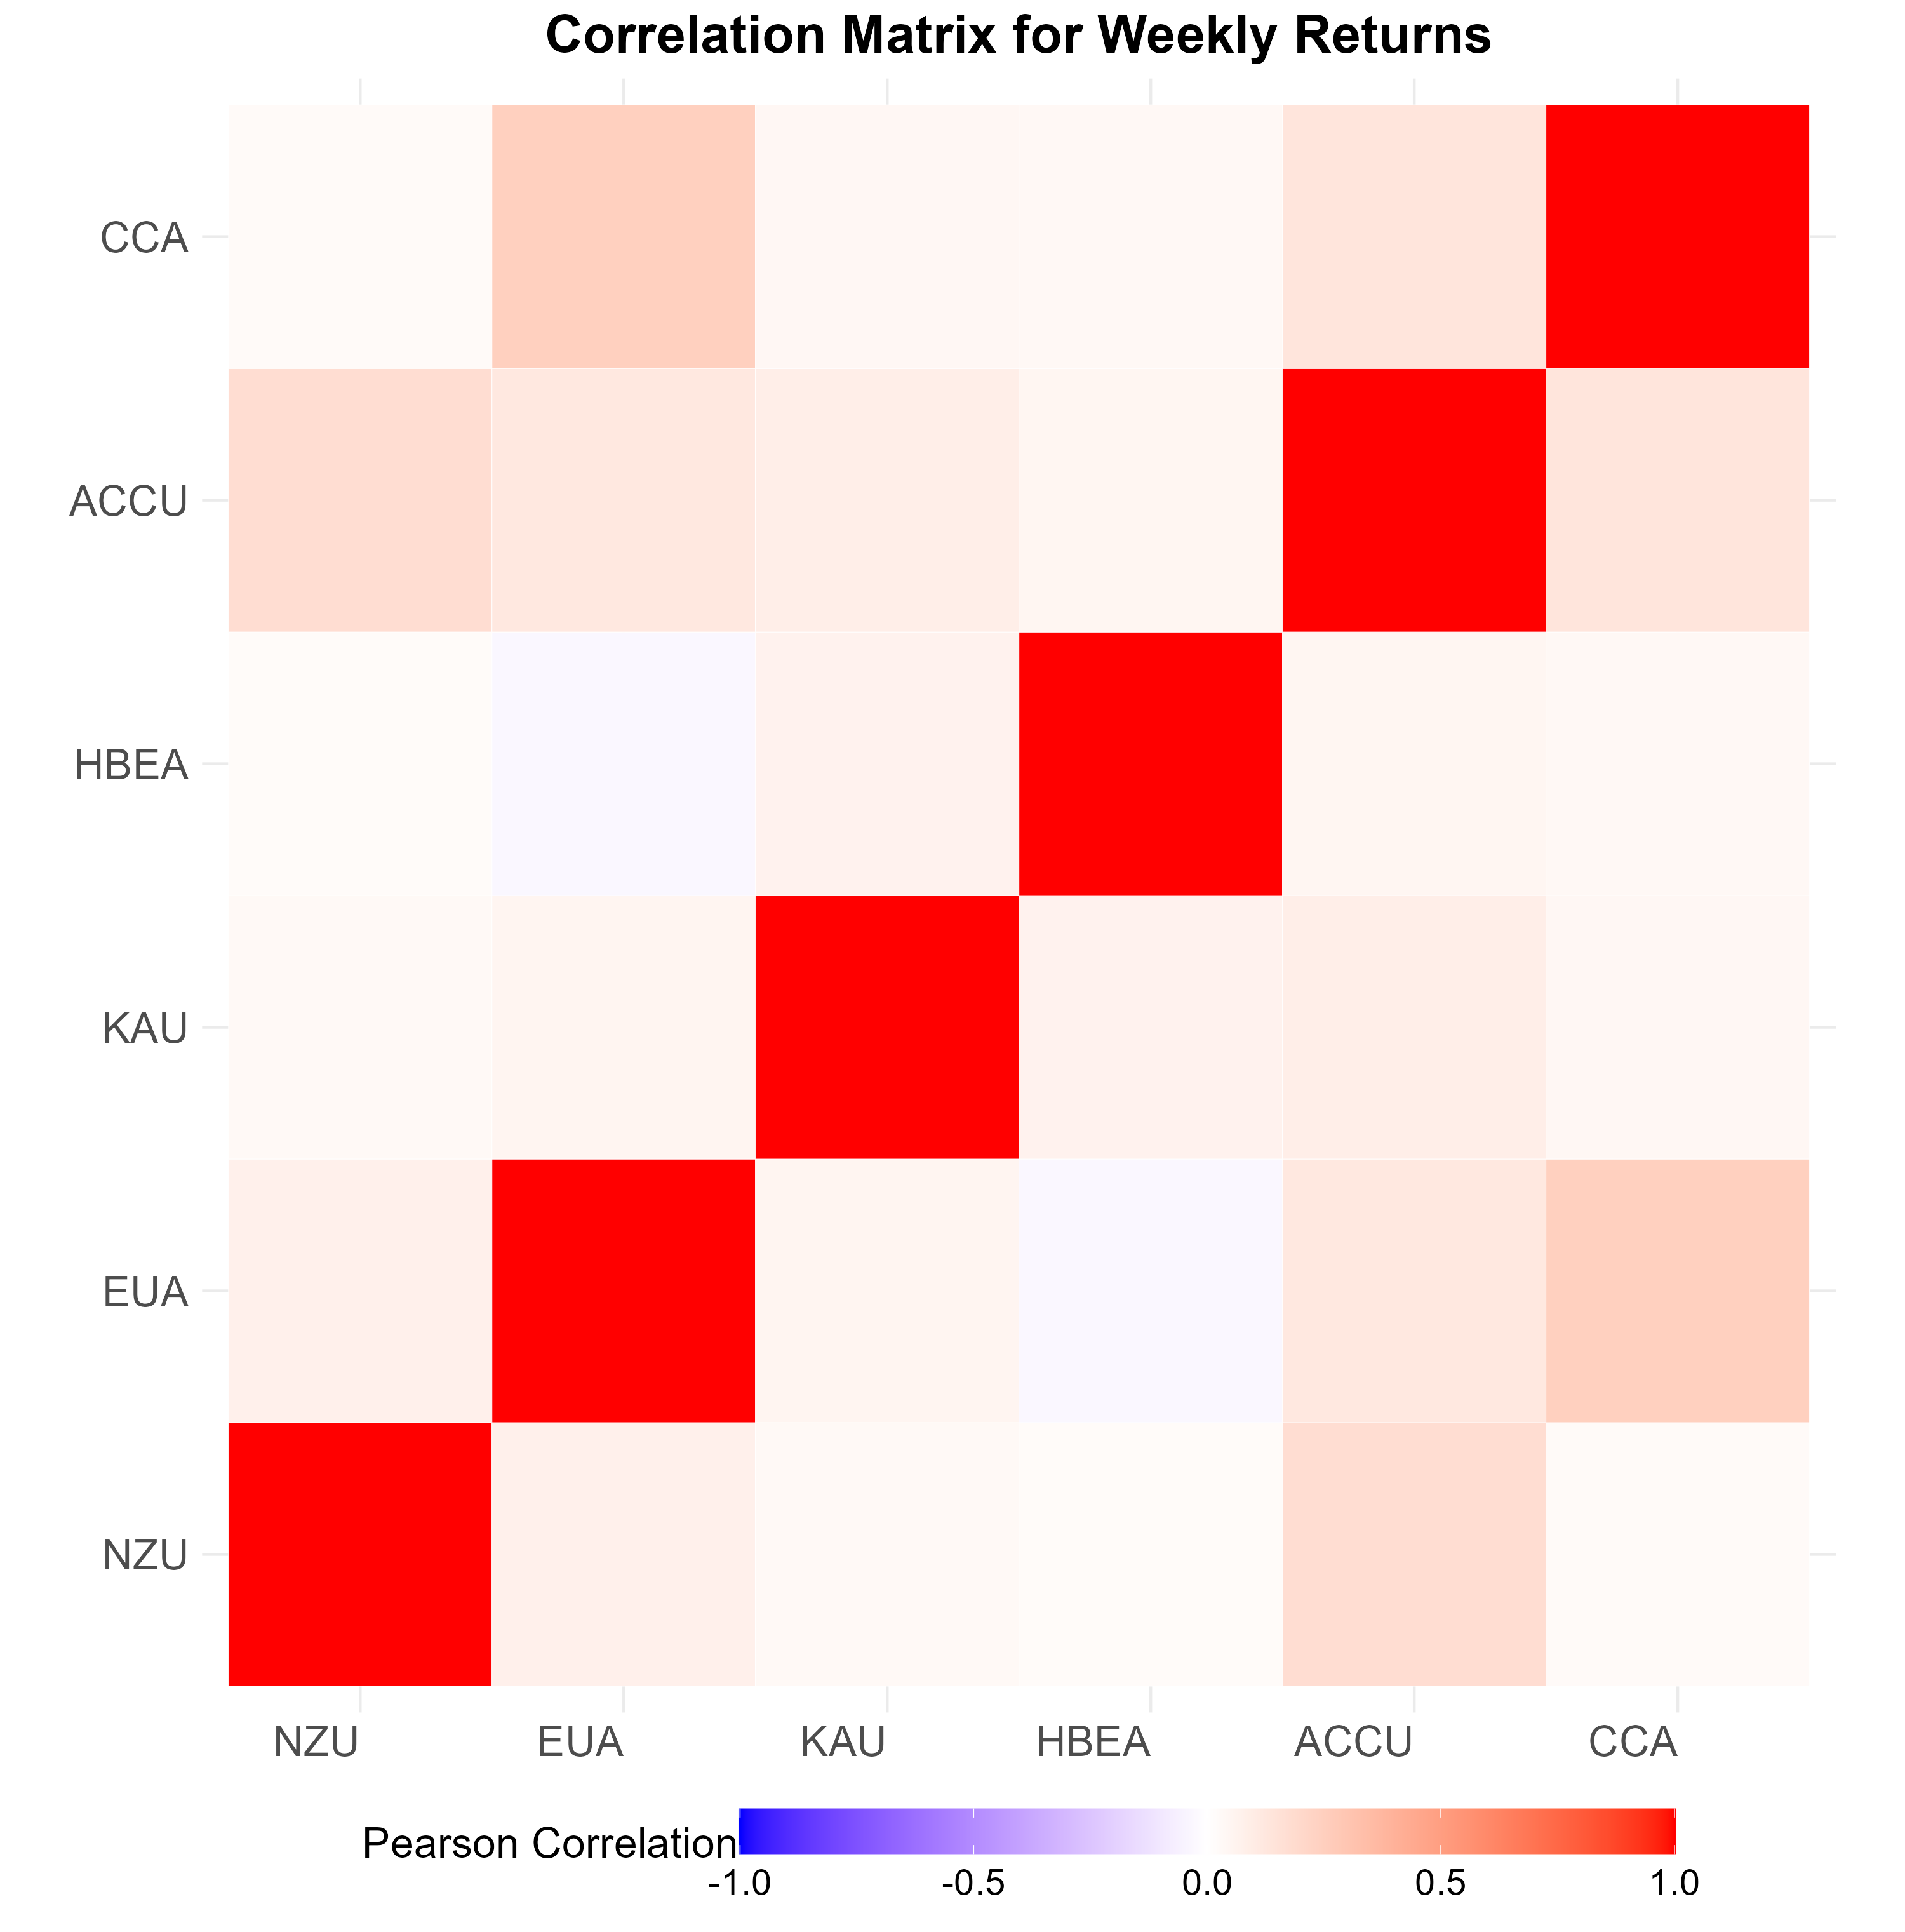 Correlation Matrix for Weekly Returns
CCA
ACCU
HBEA
KAU
EUA
NZU
NZU EUA KAU HBEA ACCU CCA
Pearson Correlation
-1.0 -0.5 0.0 0.5 1.0